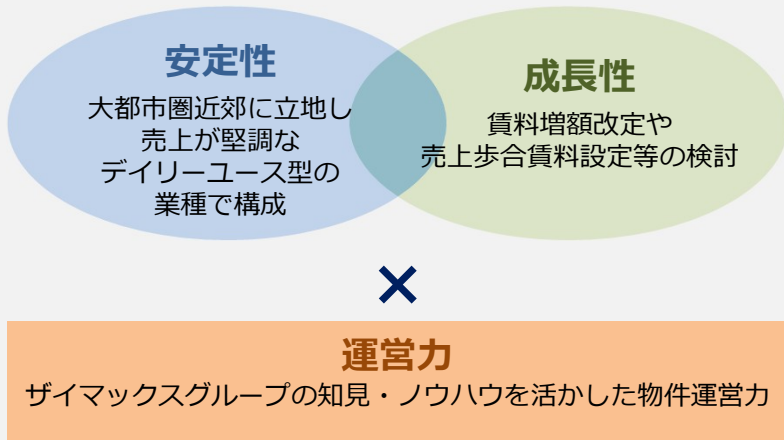 安定性
大都市圏近郊に立地し
売上が堅調な
デイリーユース型の
業種で構成
成長性
賃料増額改定や
売上歩合賃料設定等の検討
×
運営力
ザイマックスグループの知見・ノウハウを活かした物件運営力